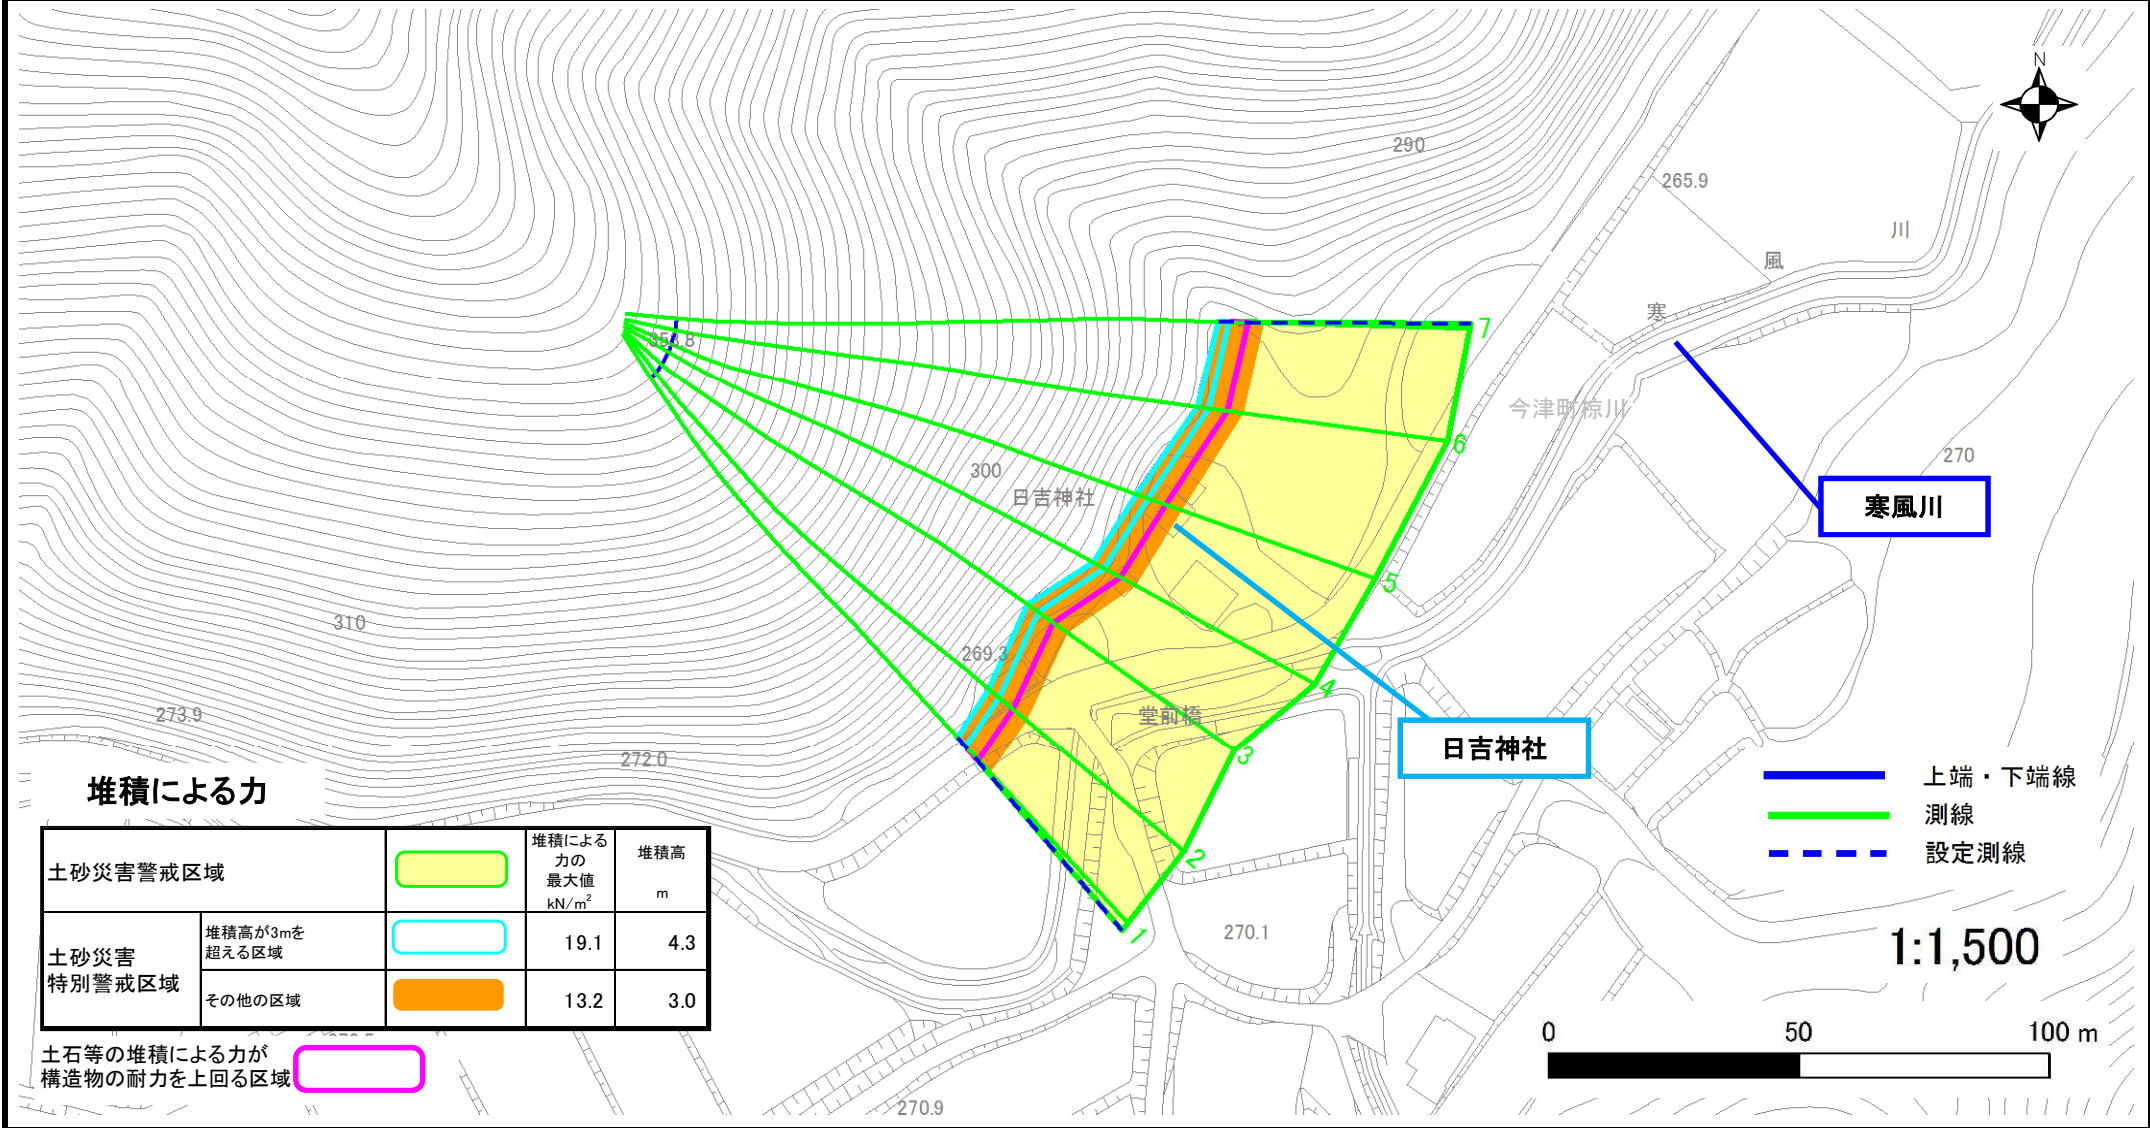 N
290
265.9
川
風
寒
353.8
7
今津町椋川
6
270
300
日吉神社
寒風川
5
310
269.3
4
273.9
堂前橋
272.0
3
日吉神社
上端・下端線
測線
設定測線
2
270.1
1
1:1,500
0 50 100 m
270.9
堆積による力
土砂災害警戒区域
堆積による
力の
最大値
kN/m²
堆積高
m
土砂災害
特別警戒区域
堆積高が3mを
超える区域
19.1 4.3
その他の区域
13.2 3.0
土石等の堆積による力が
構造物の耐力を上回る区域